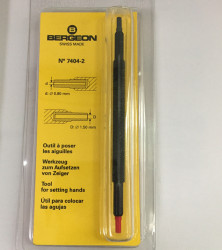 B
BERGEON
SWISS MADE
Nº 7404-2
Outil à poser
les aiguilles
Werkzeug
zum Aufsetzen
von Zeiger
Tool
for setting hands
Útil para colocar
las agujas